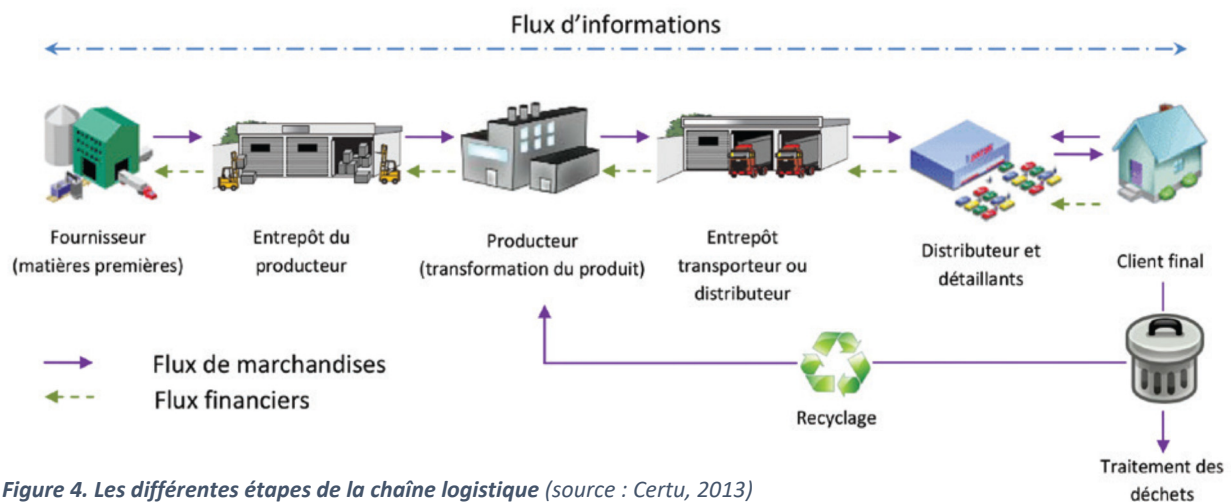 Flux d'informations
Fournisseur
(matières premières)
Entrepôt du
producteur
Producteur
(transformation du produit)
Entrepôt
transporteur ou
distributeur
Distributeur et
détaillants
Client final
Flux de marchandises
Flux financiers
Recyclage
Traitement des
déchets
Figure 4. Les différentes étapes de la chaîne logistique (source : Certu, 2013)